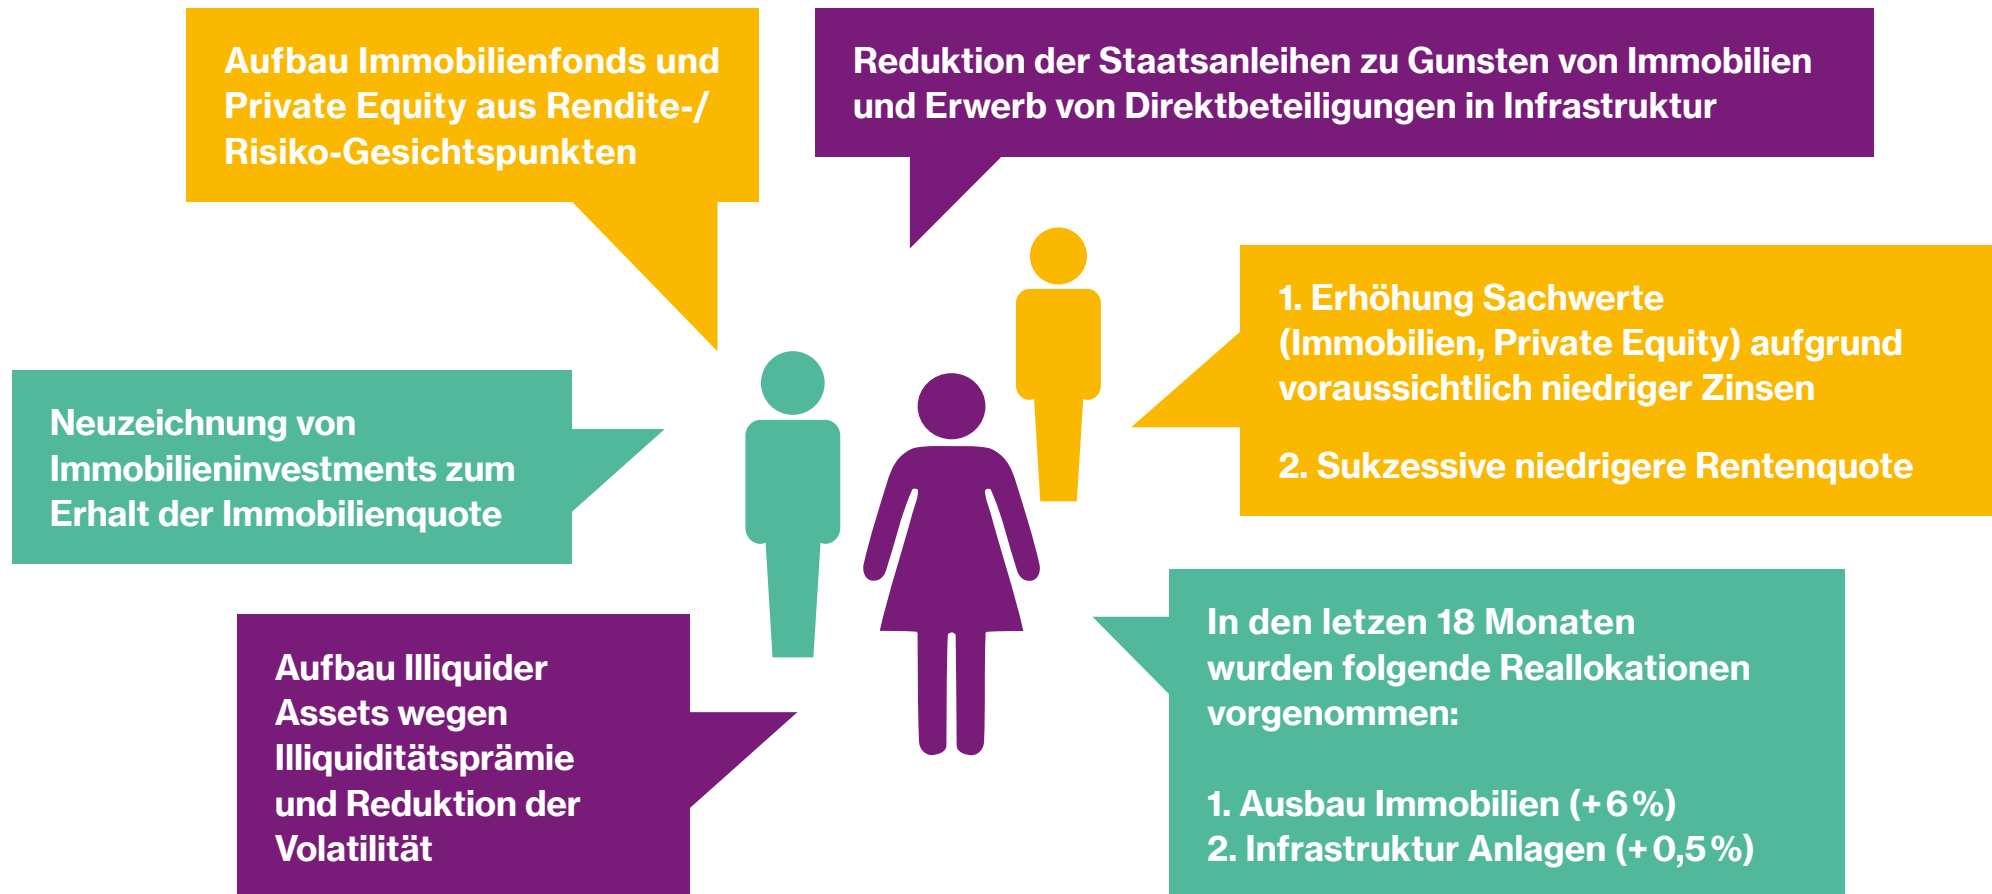 Aufbau Immobilienfonds und
Private Equity aus Rendite-/
Risiko-Gesichtspunkten
Reduktion der Staatsanleihen zu Gunsten von Immobilien
und Erwerb von Direktbeteiligungen in Infrastruktur
1. Erhöhung Sachwerte
(Immobilien, Private Equity) aufgrund
voraussichtlich niedriger Zinsen
2. Sukzessive niedrigere Rentenquote
Neuzeichnung von
Immobilieninvestments zum
Erhalt der Immobilienquote
Aufbau Illiquider
Assets wegen
Illiquiditätsprämie
und Reduktion der
Volatilität
In den letzen 18 Monaten
wurden folgende Reallokationen
vorgenommen:
1. Ausbau Immobilien (+ 6 %)
2. Infrastruktur Anlagen (+ 0,5 %)